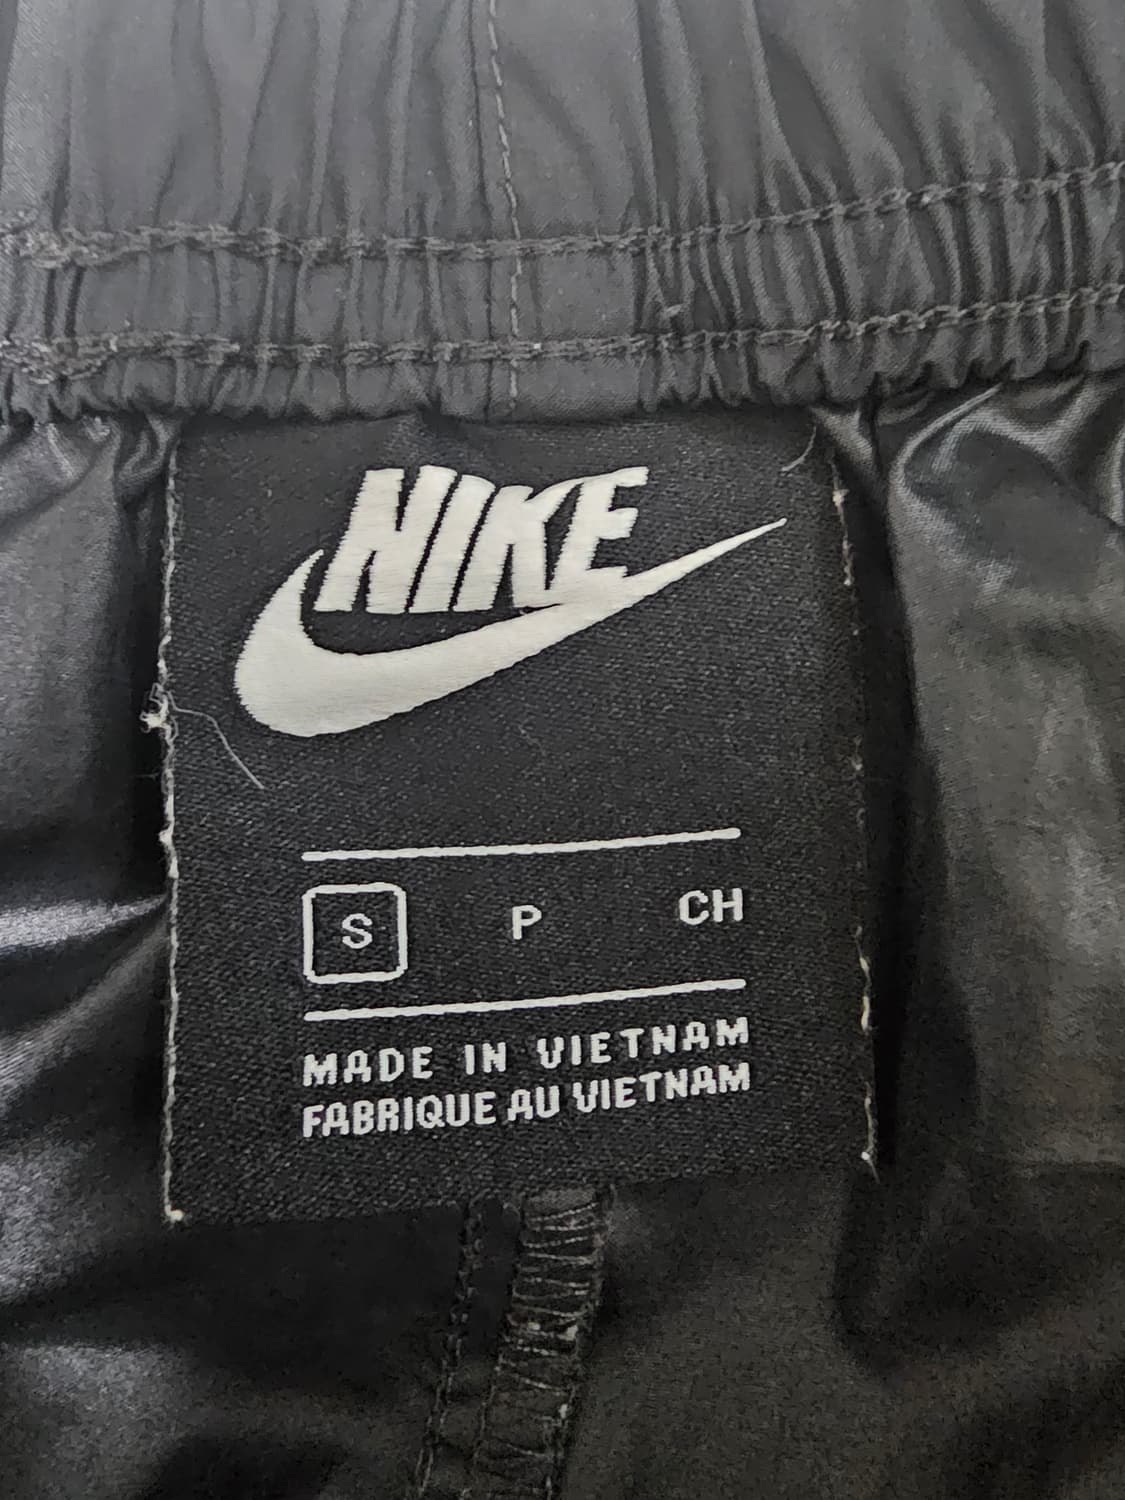 NIKE
S P CH
MADE IN VIETNAM
FABRIQUE AU VIETNAM